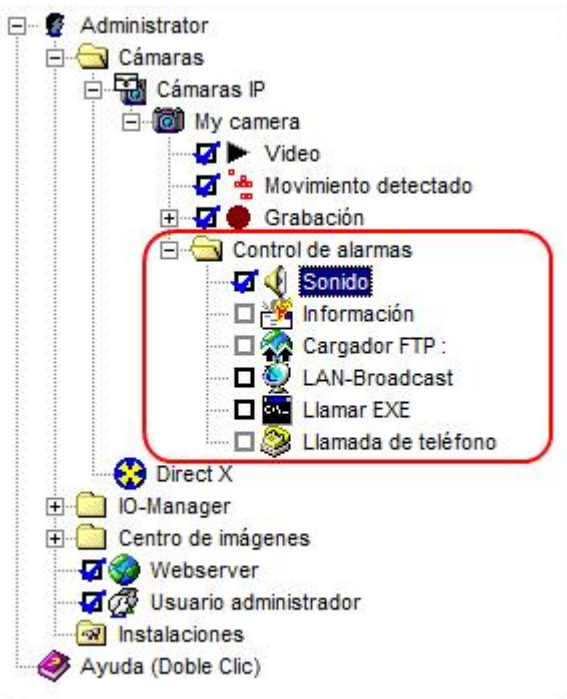 Administrator
Cámaras
Cámaras IP
My camera
Video
Movimiento detectado
Grabación
Control de alarmas
Sonido
Información
Cargador FTP :
LAN-Broadcast
Llamar EXE
Llamada de teléfono
Direct X
IO-Manager
Centro de imágenes
Webserver
Usuario administrador
Instalaciones
Ayuda (Doble Clic)